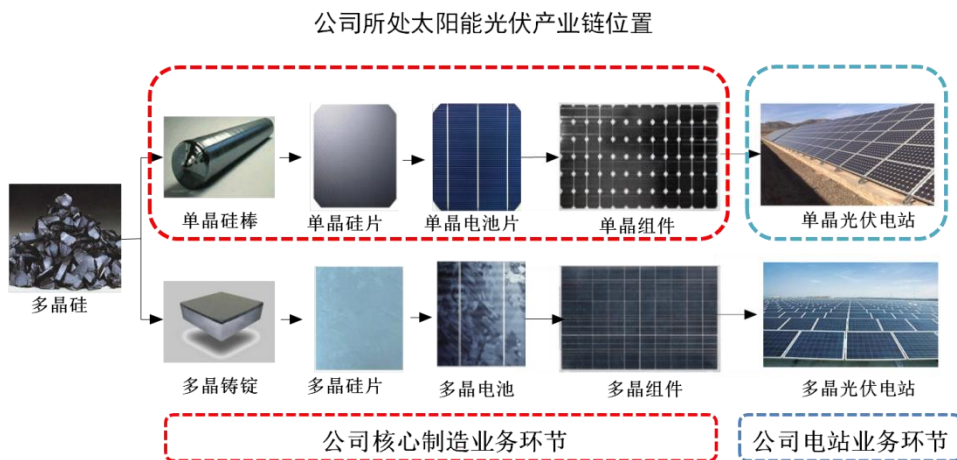 公司所处太阳能光伏产业链位置
单晶硅棒
单晶硅片
单晶电池片
单晶组件
单晶光伏电站
多晶硅
多晶铸锭
多晶硅片
多晶电池
多晶组件
多晶光伏电站
公司核心制造业务环节
公司电站业务环节